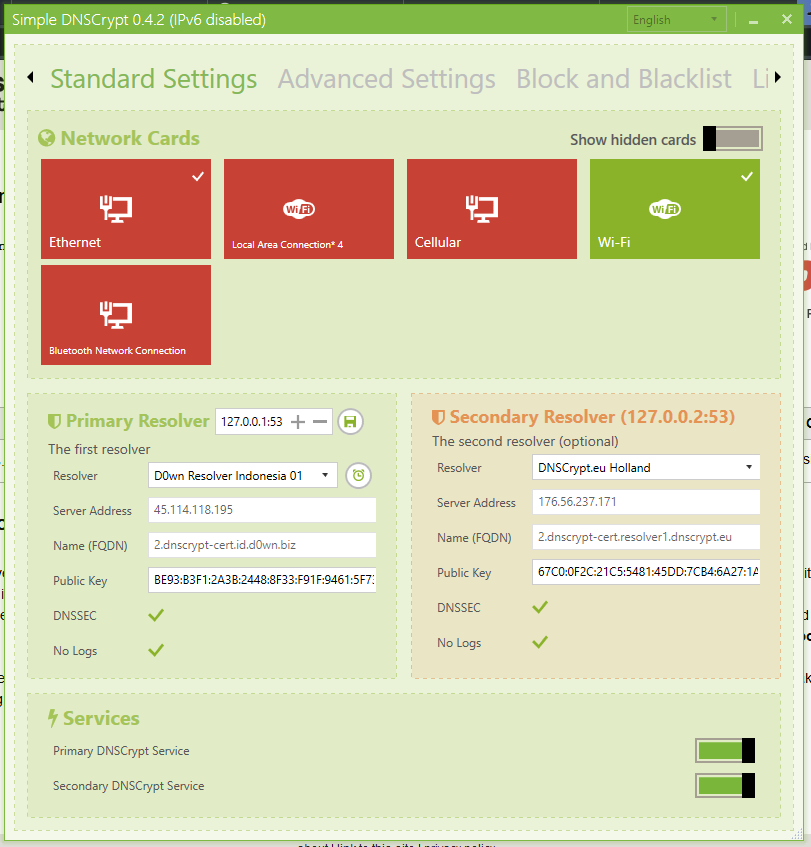 Simple DNSCrypt 0.4.2 (IPv6 disabled)
English
Standard Settings Advanced Settings Block and Blacklist Li
Network Cards
Show hidden cards
Ethernet
WiFi
Local Area Connection* 4
Cellular
WiFi
Wi-Fi
Bluetooth Network Connection
Primary Resolver 127.0.0.1:53
The first resolver
Resolver D0wn Resolver Indonesia 01
Server Address 45.114.118.195
Name (FQDN) 2.dnscrypt-cert.id.d0wn.biz
Public Key BE93:B3F1:2A3B:2448:8F33:F91F:9461:5F73
DNSSEC
No Logs
Secondary Resolver (127.0.0.2:53)
The second resolver (optional)
Resolver DNSCrypt.eu Holland
Server Address 176.56.237.171
Name (FQDN) 2.dnscrypt-cert.resolver1.dnscrypt.eu
Public Key 67C0:0F2C:21C5:5481:45DD:7CB4:6A27:1A
DNSSEC
No Logs
Services
Primary DNSCrypt Service
Secondary DNSCrypt Service